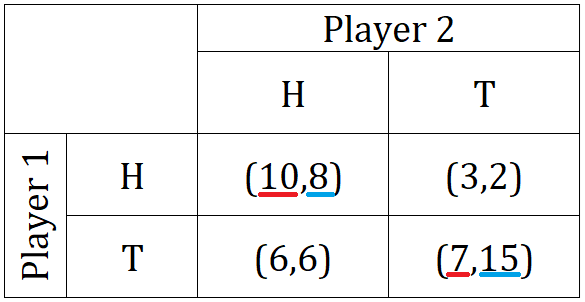 Player 2
H T
Player 1
H (10,8) (3,2)
T (6,6) (7,15)